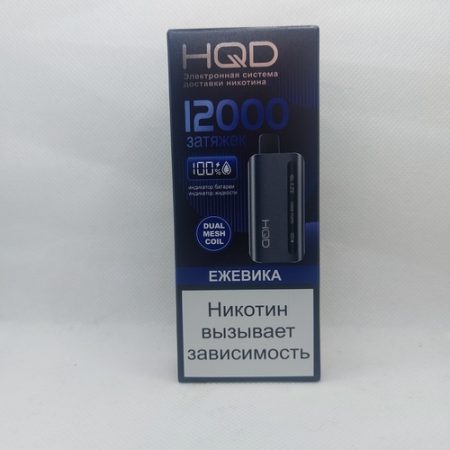 HQD
Электронная система
доставки никотина
12000
затяжек
100%
индикатор батареи
индикатор жидкости
DUAL
MESH
COIL
HQD
ЕЖЕВИКА
Никотин
вызывает
зависимость